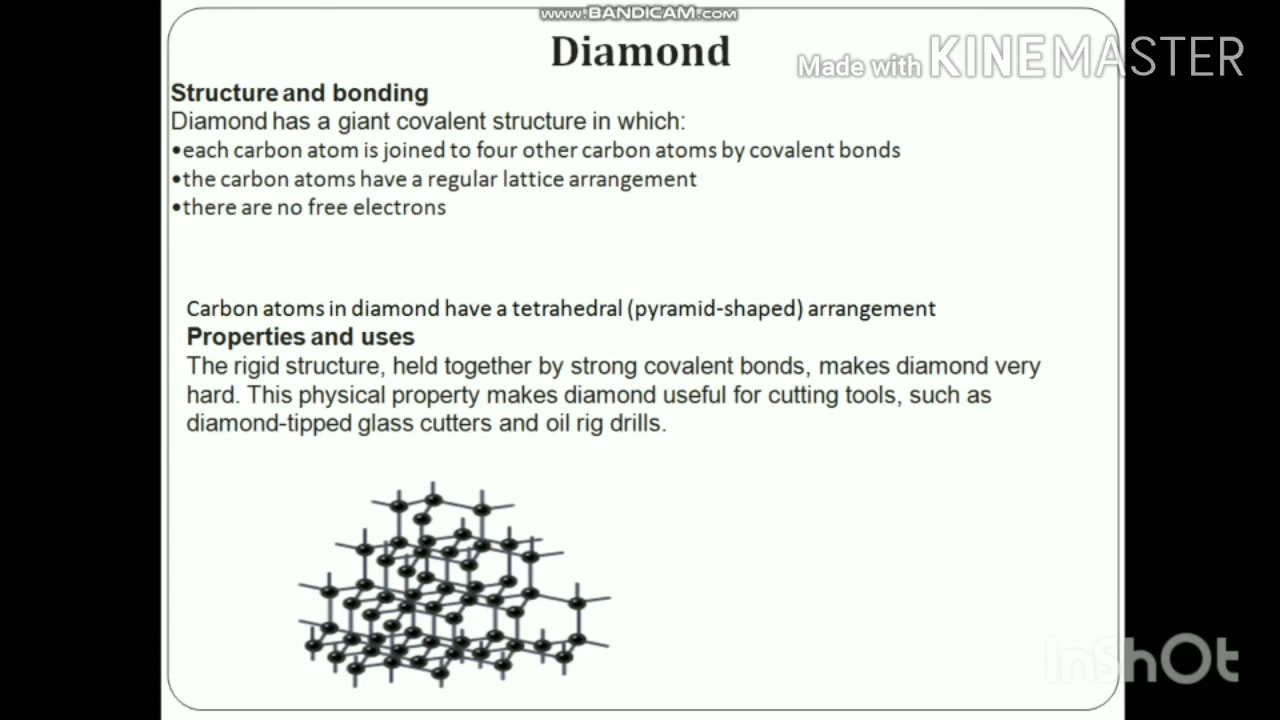 www.BANDICAM.com
Diamond
Made with KINEMASTER
Structure and bonding
Diamond has a giant covalent structure in which:
•each carbon atom is joined to four other carbon atoms by covalent bonds
•the carbon atoms have a regular lattice arrangement
•there are no free electrons
Carbon atoms in diamond have a tetrahedral (pyramid-shaped) arrangement
Properties and uses
The rigid structure, held together by strong covalent bonds, makes diamond very
hard. This physical property makes diamond useful for cutting tools, such as
diamond-tipped glass cutters and oil rig drills.
InShOt